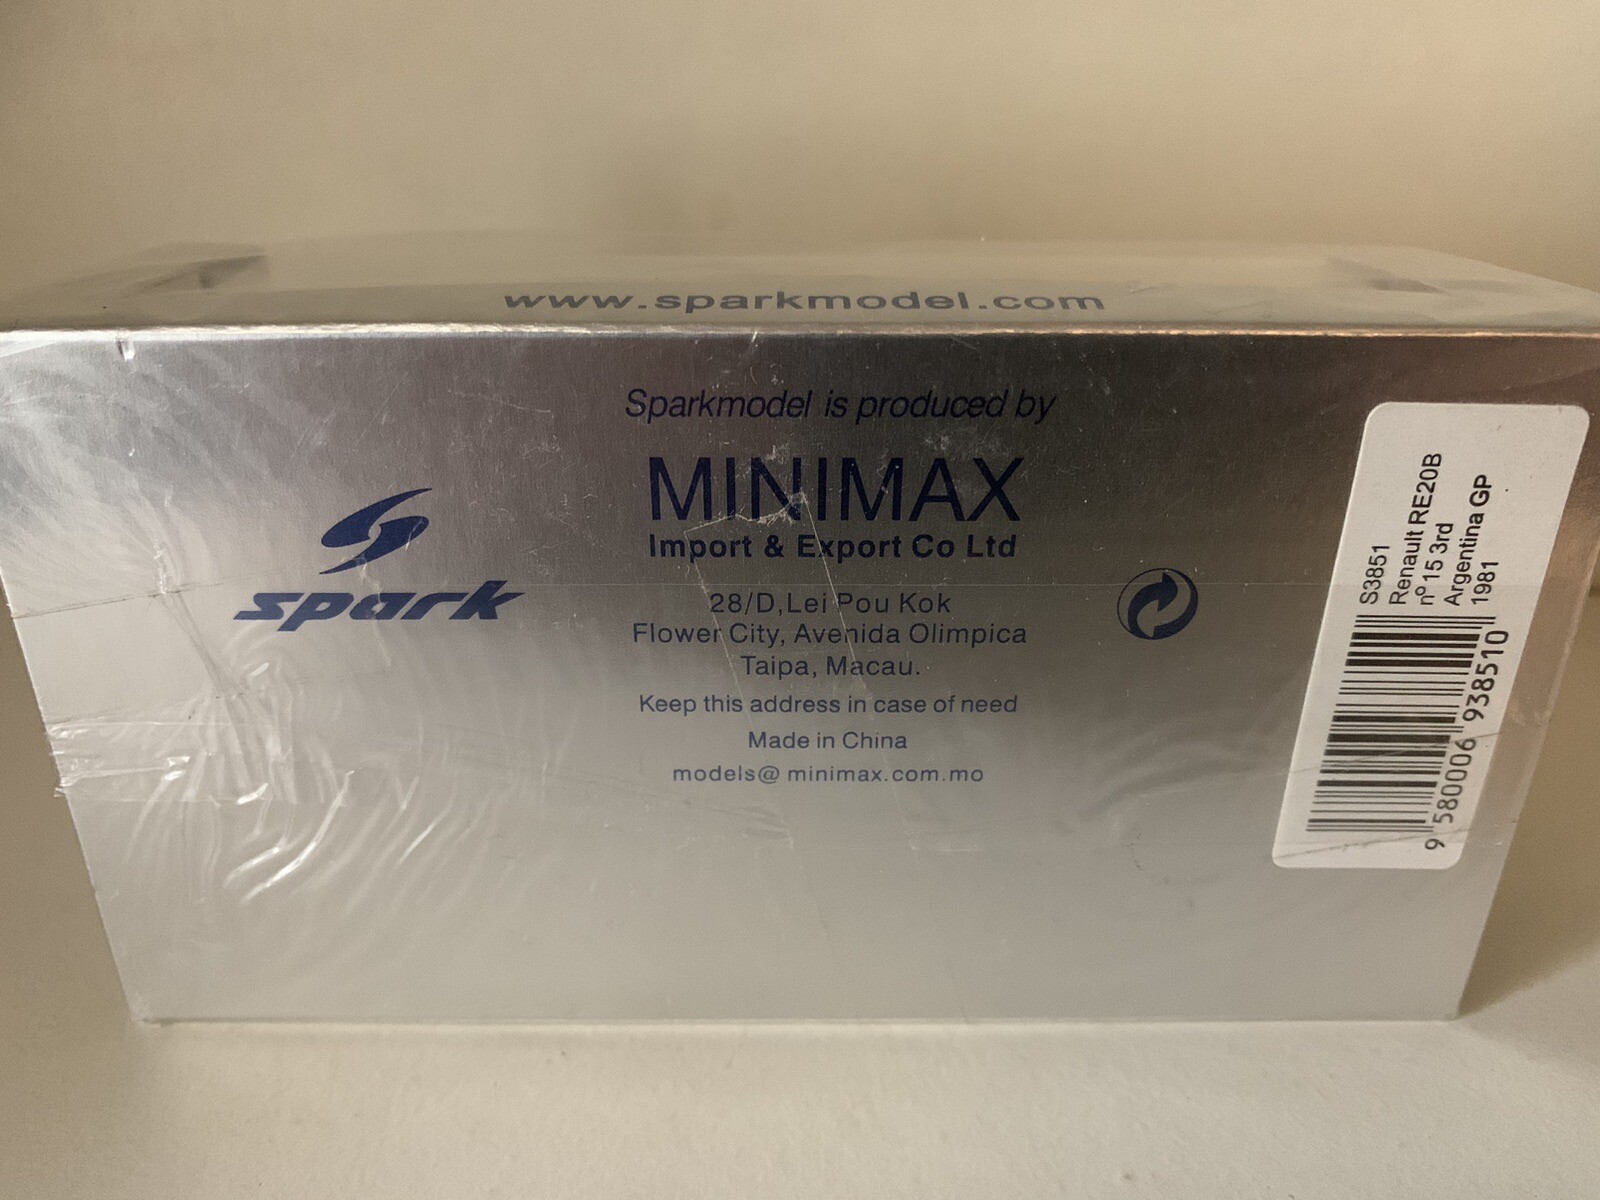 www.sparkmodel.com
Sparkmodel is produced by
MINIMAX
Import & Export Co Ltd
spark
28/D,Lei Pou Kok
Flower City, Avenida Olimpica
Taipa, Macau.
Keep this address in case of need
Made in China
models@ minimax.com.mo
S3851
Renault RE20B
nº 15 3rd
Argentina GP
1981
9 580006 938510